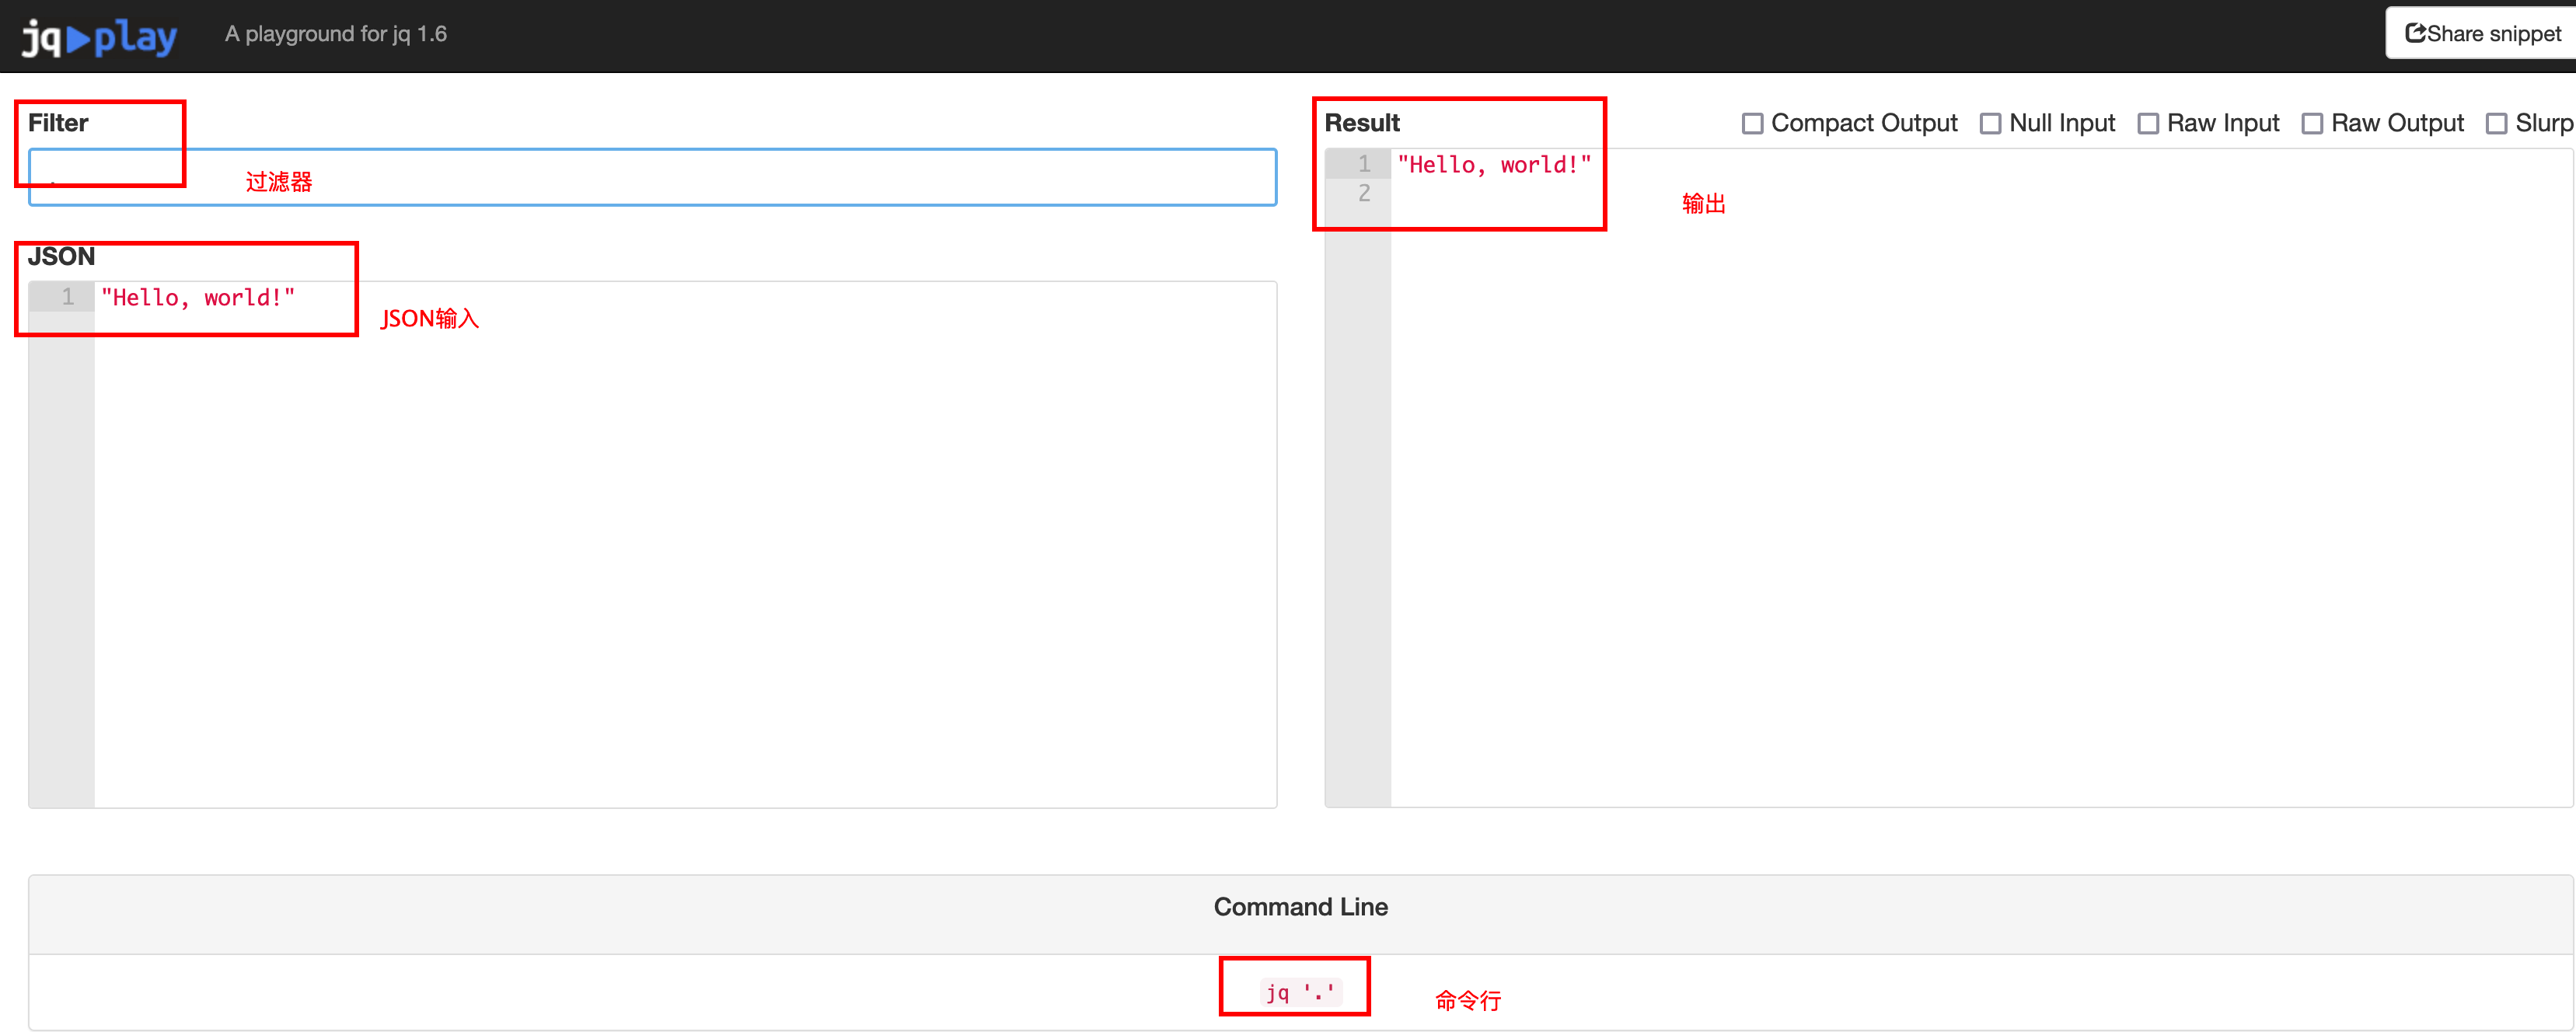 jq play
A playground for jq 1.6
Share snippet
Filter
.
过滤器
JSON
1 "Hello, world!"
JSON输入
Result
Compact Output
Null Input
Raw Input
Raw Output
Slurp
1 "Hello, world!"
2
输出
Command Line
jq '.'
命令行